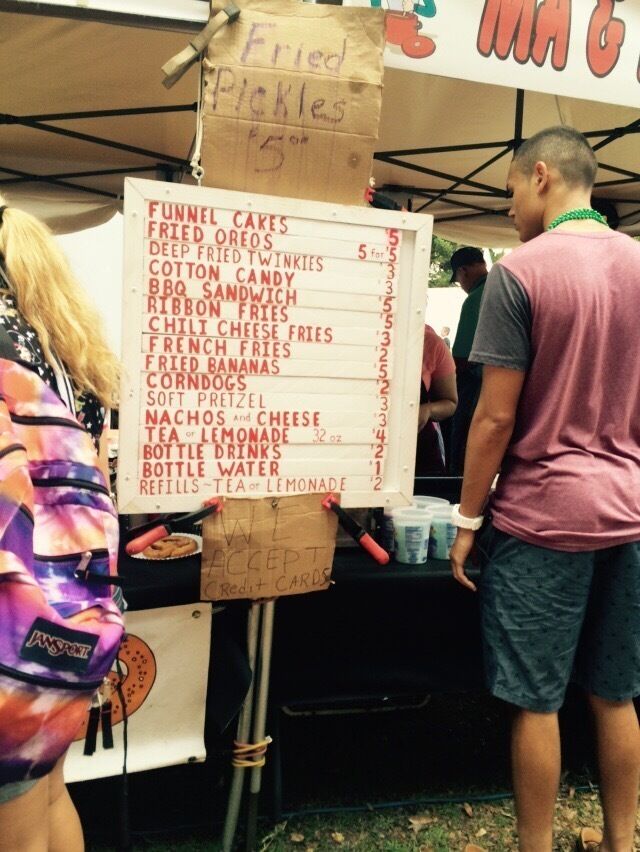 Fried
Pickles
$5.00
MA &
FUNNEL CAKES $5
FRIED OREOS 5 for $5
DEEP FRIED TWINKIES $3
COTTON CANDY $3
BBQ SANDWICH $5
RIBBON FRIES $5
CHILI CHEESE FRIES $3
FRENCH FRIES $2
FRIED BANANAS $5
CORNDOGS $2
SOFT PRETZEL $3
NACHOS and CHEESE $3
TEA or LEMONADE 32 oz $4
BOTTLE DRINKS $2
BOTTLE WATER $1
REFILLS~TEA or LEMONADE $2
WE
ACCEPT
Credit CARDS
JANSPORT